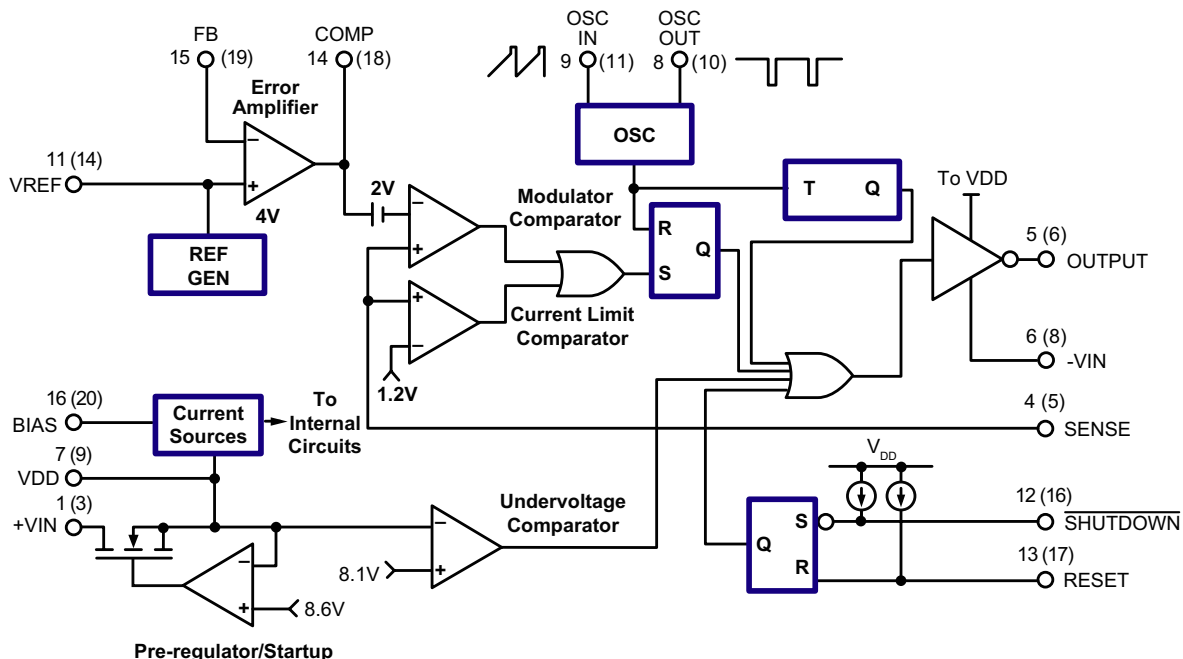 FB
15 (19)
COMP
14 (18)
OSC
IN
9 (11)
OSC
OUT
8 (10)
Error
Amplifier
−
+
4V
11 (14)
VREF
REF
GEN
2V
−
+
Modulator
Comparator
OSC
T Q
To VDD
R
S
Q
5 (6)
OUTPUT
+
−
1.2V
Current Limit
Comparator
6 (8)
-VIN
4 (5)
SENSE
16 (20)
BIAS
Current
Sources
To
Internal
Circuits
7 (9)
VDD
1 (3)
+VIN
−
+
8.6V
Pre-regulator/Startup
8.1V
−
+
Undervoltage
Comparator
VDD
Q
S
R
12 (16)
SHUTDOWN
13 (17)
RESET